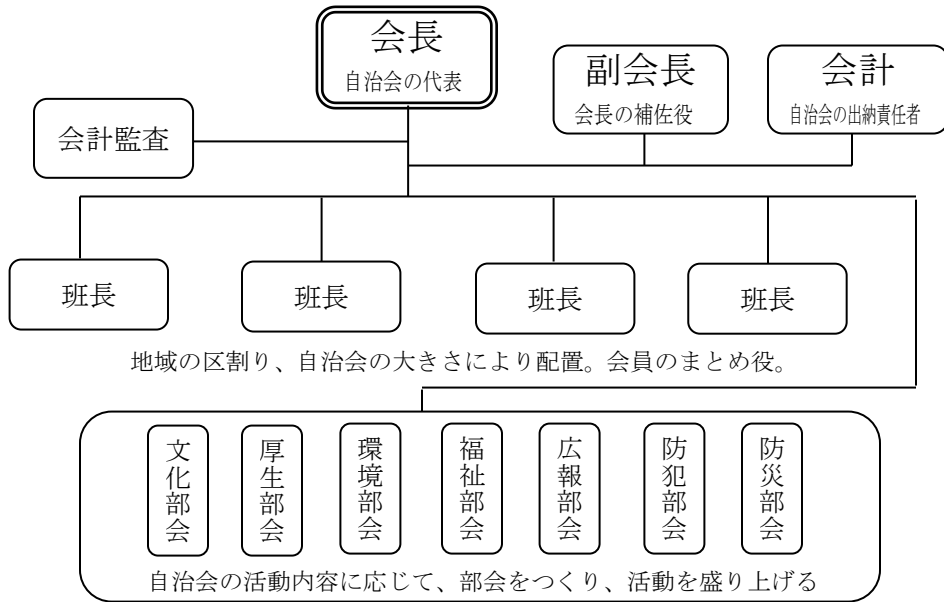 会長
自治会の代表
副会長
会長の補佐役
会計
自治会の出納責任者
会計監査
班長
班長
班長
班長
地域の区割り、自治会の大きさにより配置。会員のまとめ役。
文化部会
厚生部会
環境部会
福祉部会
広報部会
防犯部会
防災部会
自治会の活動内容に応じて、部会をつくり、活動を盛り上げる